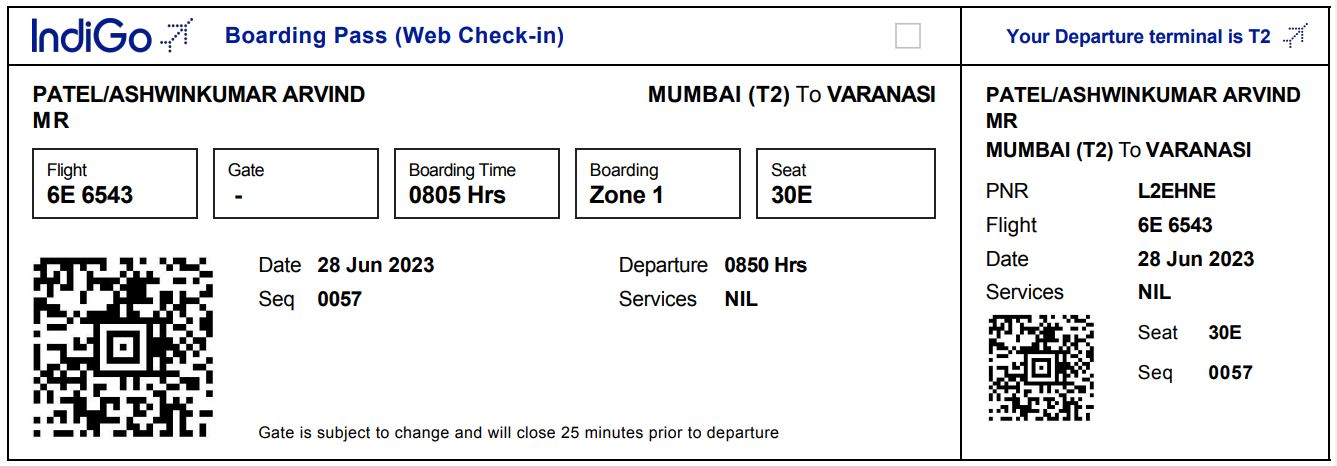 IndiGo Boarding Pass (Web Check-in)
PATEL/ASHWINKUMAR ARVIND
MR
MUMBAI (T2) To VARANASI
Flight
6E 6543
Gate
-
Boarding Time
0805 Hrs
Boarding
Zone 1
Seat
30E
Date 28 Jun 2023
Departure 0850 Hrs
Seq 0057
Services NIL
Gate is subject to change and will close 25 minutes prior to departure
Your Departure terminal is T2
PATEL/ASHWINKUMAR ARVIND
MR
MUMBAI (T2) To VARANASI
PNR L2EHNE
Flight 6E 6543
Date 28 Jun 2023
Services NIL
Seat 30E
Seq 0057